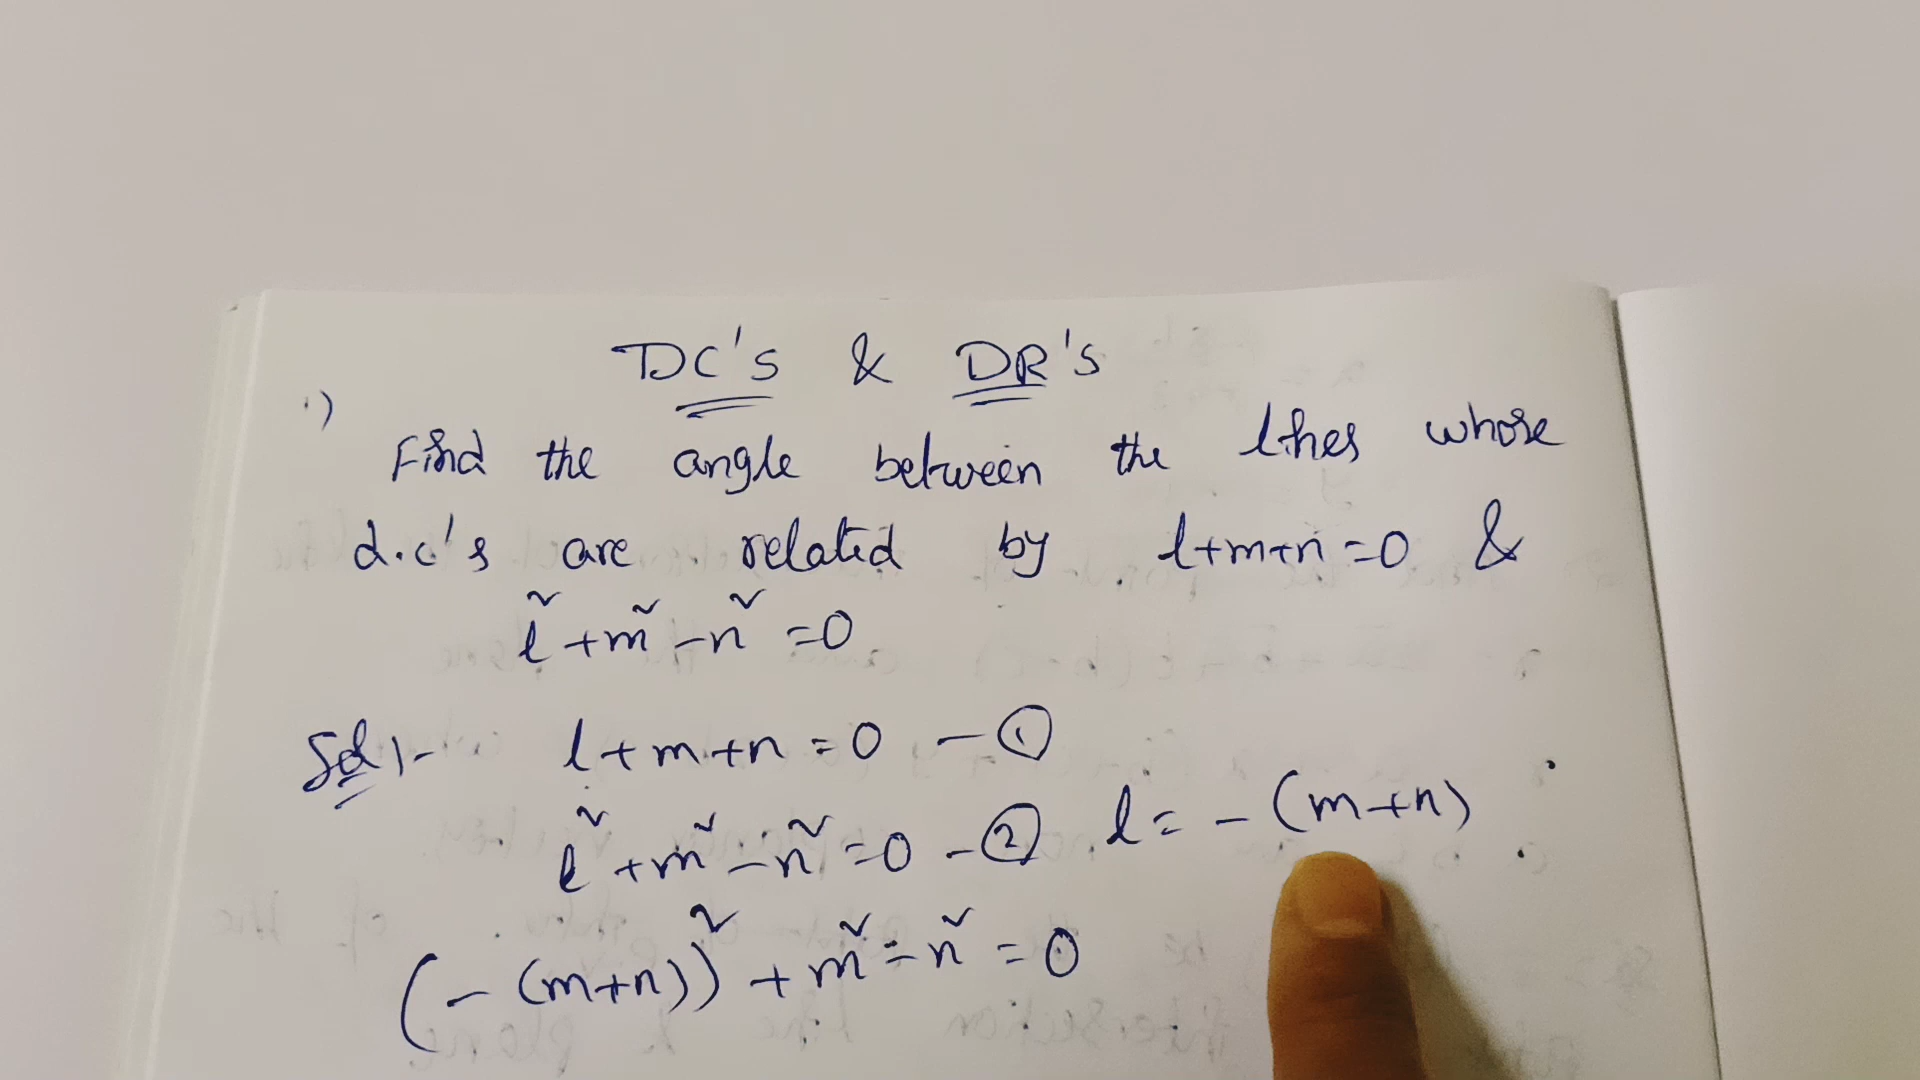 DC's & DR's
1)
Find the angle between the lines whose
d.c's are related by l+m+n=0 &
l²+m²-n²=0
Sol:- l+m+n=0 -①
l²+m²-n²=0 -② l=-(m+n)
(-(m+n))²+m²-n²=0